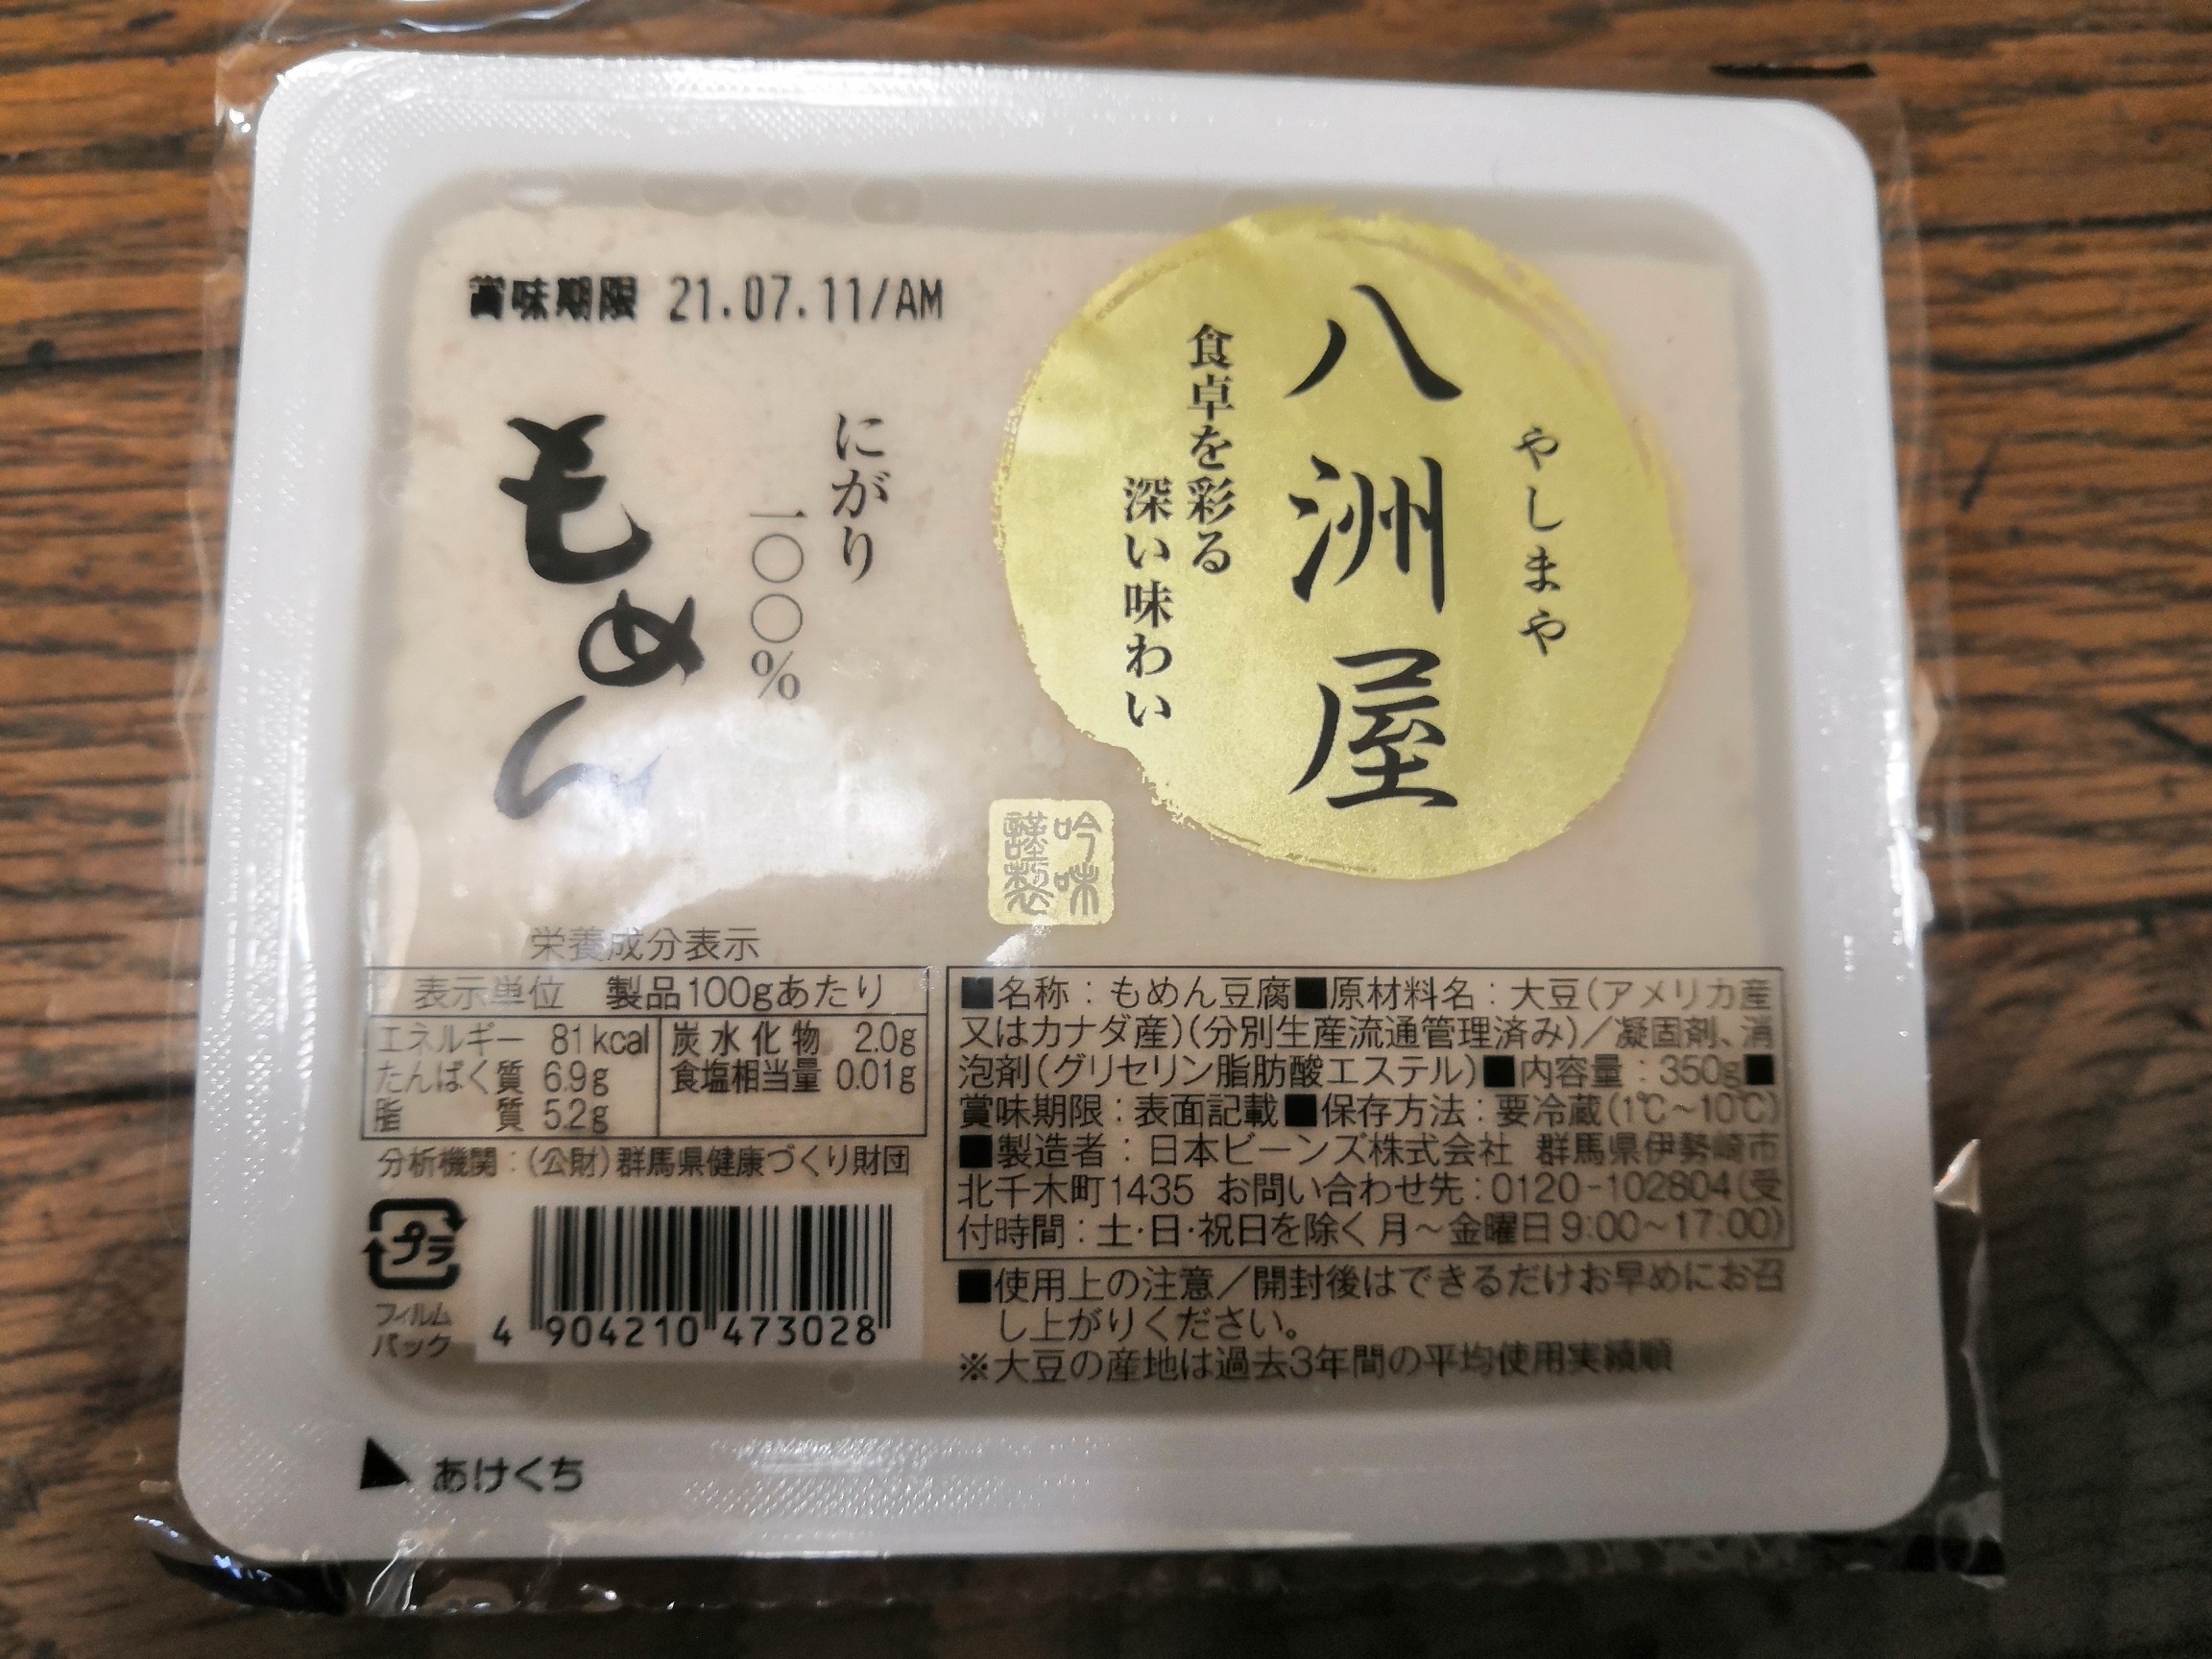 賞味期限 21.07.11/AM
やしまや
八洲屋
食卓を彩る
深い味わい
にがり
一〇〇%
もめん
吟味
謹製
栄養成分表示
表示単位 製品100gあたり
エネルギー 81kcal 炭水化物 2.0g
たんぱく質 6.9g 食塩相当量 0.01g
脂質 5.2g
分析機関:(公財)群馬県健康づくり財団
プラ
フィルム
パック
4 904210 473028
■名称:もめん豆腐■原材料名:大豆(アメリカ産
又はカナダ産)(分別生産流通管理済み)/凝固剤、消
泡剤(グリセリン脂肪酸エステル)■内容量:350g■
賞味期限:表面記載■保存方法:要冷蔵(1℃~10℃)
■製造者:日本ビーンズ株式会社 群馬県伊勢崎市
北千木町1435 お問い合わせ先:0120-102804(受
付時間:土·日·祝日を除く月~金曜日9:00~17:00)
■使用上の注意/開封後はできるだけお早めにお召
し上がりください。
※大豆の産地は過去3年間の平均使用実績順
あけくち